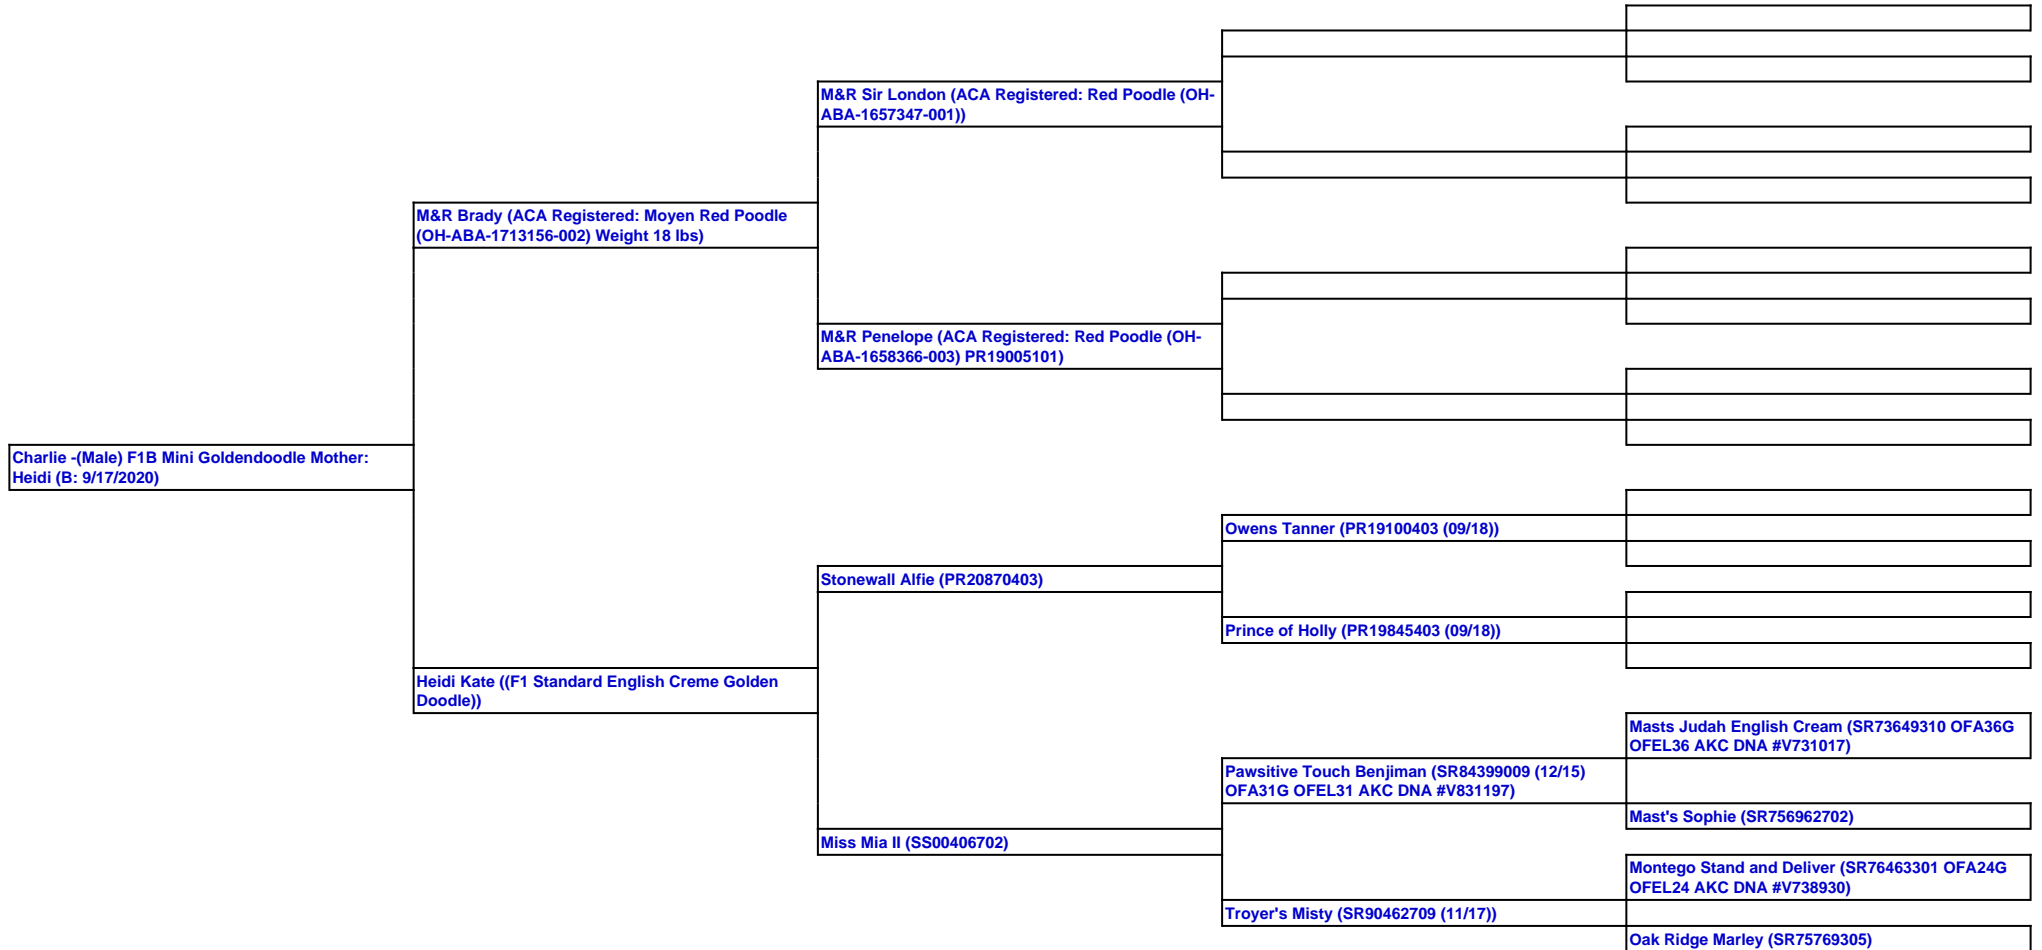 M&R Sir London (ACA Registered: Red Poodle (OH-
ABA-1657347-001))
M&R Brady (ACA Registered: Moyen Red Poodle
(OH-ABA-1713156-002) Weight 18 lbs)
M&R Penelope (ACA Registered: Red Poodle (OH-
ABA-1658366-003) PR19005101)
Charlie -(Male) F1B Mini Goldendoodle Mother:
Heidi (B: 9/17/2020)
Owens Tanner (PR19100403 (09/18))
Stonewall Alfie (PR20870403)
Prince of Holly (PR19845403 (09/18))
Heidi Kate ((F1 Standard English Creme Golden
Doodle))
Masts Judah English Cream (SR73649310 OFA36G
OFEL36 AKC DNA #V731017)
Pawsitive Touch Benjiman (SR84399009 (12/15)
OFA31G OFEL31 AKC DNA #V831197)
Mast's Sophie (SR756962702)
Miss Mia II (SS00406702)
Montego Stand and Deliver (SR76463301 OFA24G
OFEL24 AKC DNA #V738930)
Troyer's Misty (SR90462709 (11/17))
Oak Ridge Marley (SR75769305)